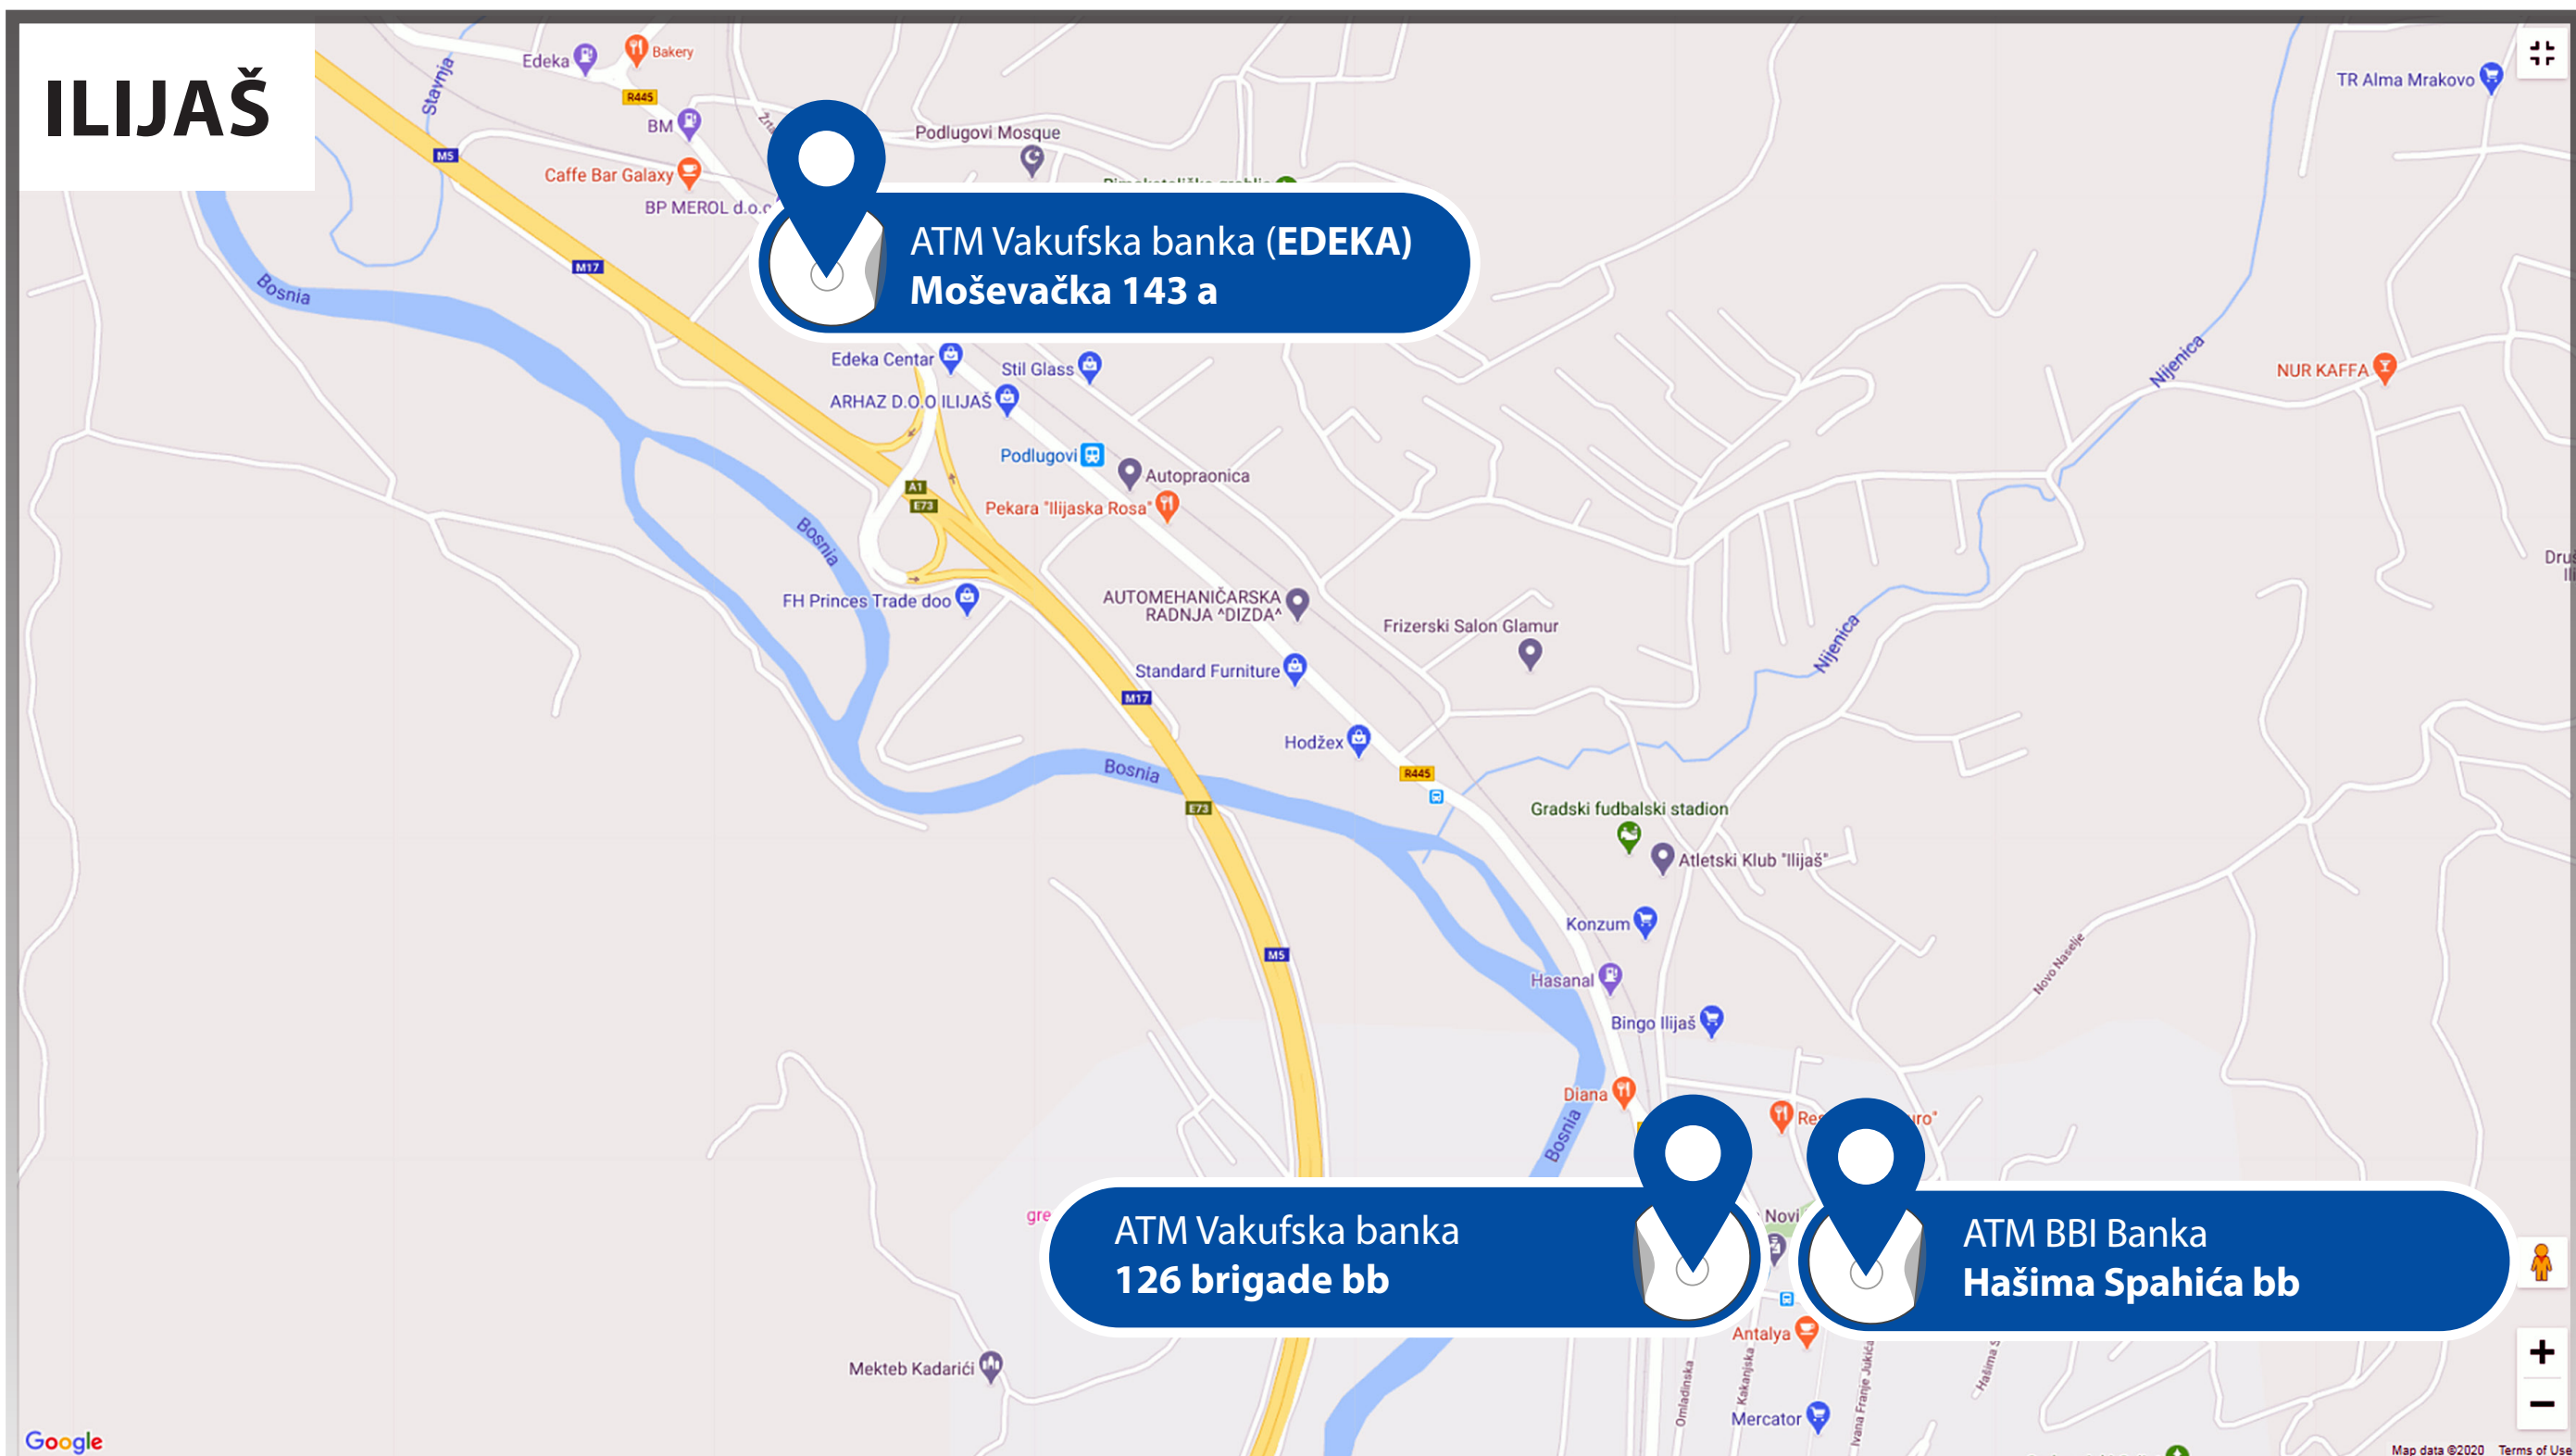 ILIJAŠ
Edeka
Bakery
R445
Stavnja
BM
M5
Caffe Bar Galaxy
BP MEROL d.o.o
Podlugovi Mosque
TR Alma Mrakovo
ATM Vakufska banka (EDEKA)
Moševačka 143 a
M17
Bosnia
Edeka Centar
Stil Glass
ARHAZ D.O.O ILIJAŠ
Nijenica
NUR KAFFA
Podlugovi
Autopraonica
A1
E73
Pekara "Ilijaska Rosa"
Bosnia
FH Princes Trade doo
AUTOMEHANIČARSKA
RADNJA ^DIZDA^
Frizerski Salon Glamur
Nijenica
Standard Furniture
M17
Hodžex
Bosnia
R445
E73
Gradski fudbalski stadion
Atletski Klub "Ilijaš"
Konzum
M5
Hasanal
Novo Naselje
Bingo Ilijaš
Diana
Bosnia
Novi
ATM Vakufska banka
126 brigade bb
ATM BBI Banka
Hašima Spahića bb
Antalya
Mekteb Kadarići
Omladinska
Kakanjska
Ivana Franje Jukića
Mercator
Google
Map data ©2020 Terms of Use